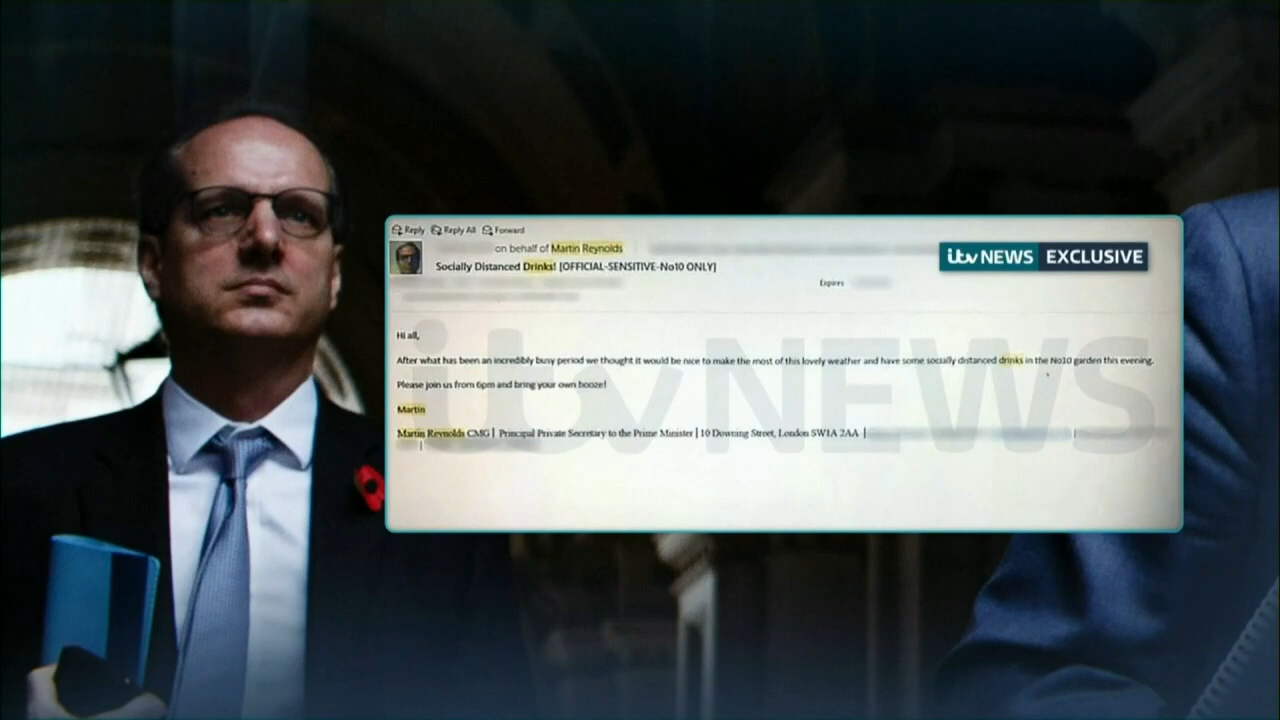 Reply Reply All Forward
on behalf of Martin Reynolds
Socially Distanced Drinks! [OFFICIAL-SENSITIVE-No10 ONLY]
itv NEWS EXCLUSIVE
Expires
Hi all,
After what has been an incredibly busy period we thought it would be nice to make the most of this lovely weather and have some socially distanced drinks in the No10 garden this evening.
Please join us from 6pm and bring your own booze!
Martin
Martin Reynolds CMG | Principal Private Secretary to the Prime Minister | 10 Downing Street, London SW1A 2AA |
itv NEWS